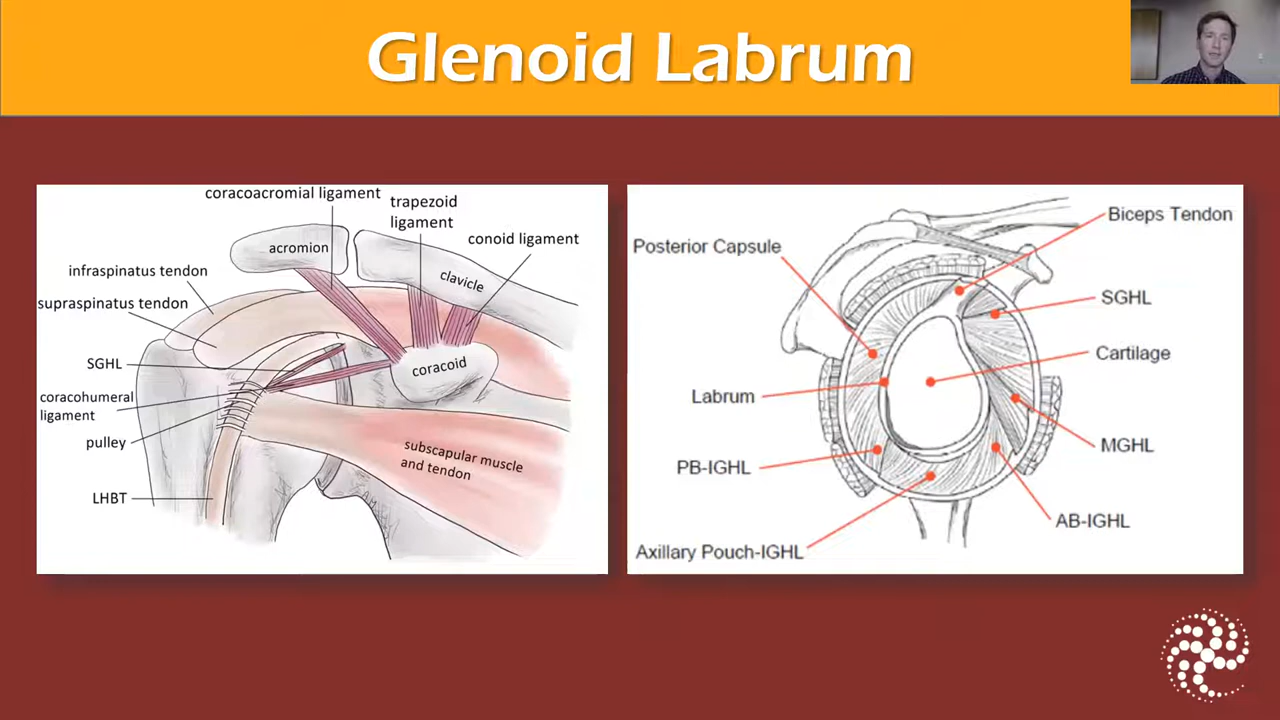 Glenoid Labrum
coracoacromial ligament
trapezoid
ligament
conoid ligament
acromion
clavicle
infraspinatus tendon
supraspinatus tendon
SGHL
coracoid
coracohumeral
ligament
pulley
subscapular muscle
and tendon
LHBT
Biceps Tendon
Posterior Capsule
SGHL
Cartilage
Labrum
MGHL
PB-IGHL
AB-IGHL
Axillary Pouch-IGHL